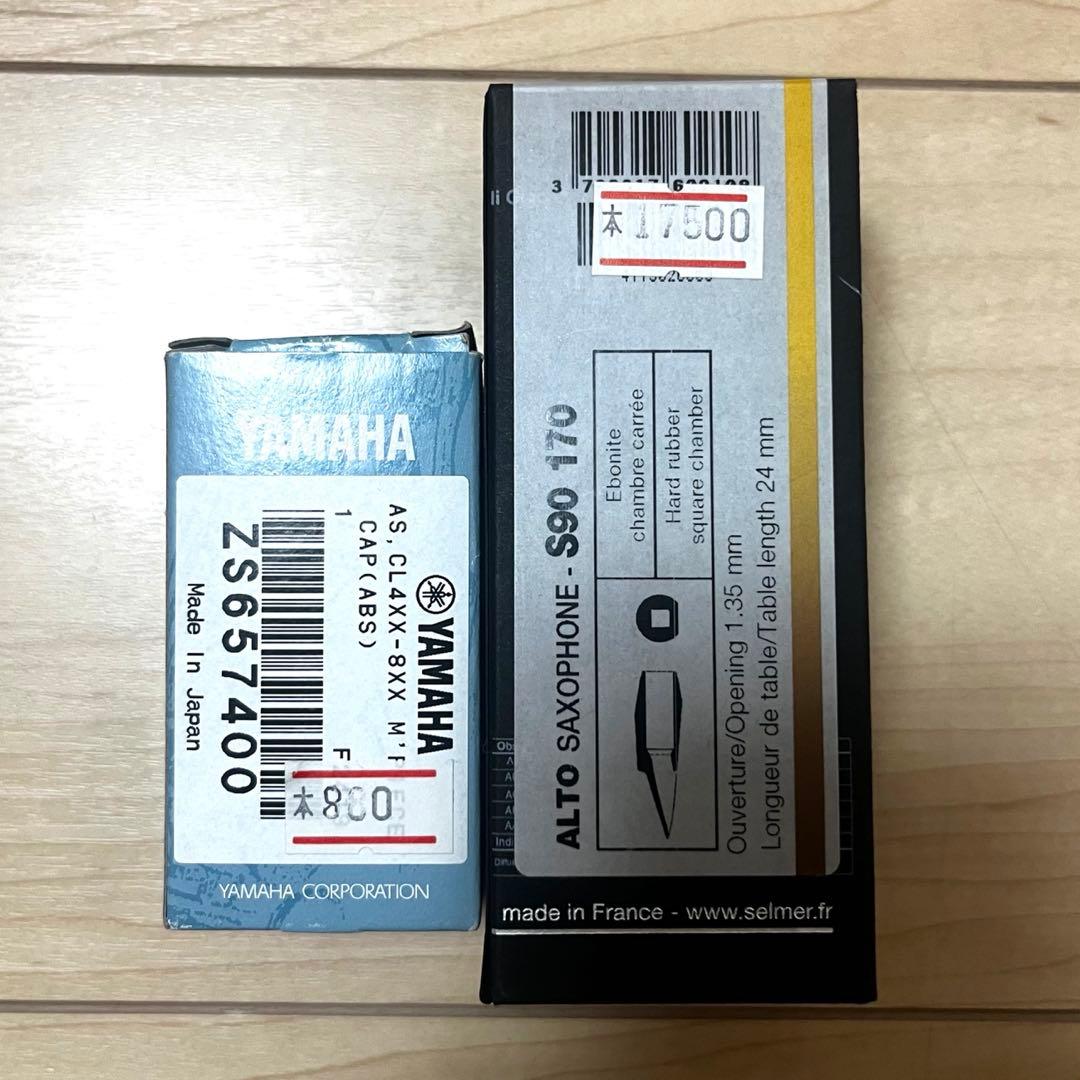 YAMAHA
YAMAHA
AS, CL4XX-8XX M'P
CAP(ABS)
1
F
ZS657400
Made In Japan
本800
YAMAHA CORPORATION
本17500
ALTO SAXOPHONE - S90 170
Ebonite
chambre carrée
Hard rubber
square chamber
Ouverture/Opening 1.35 mm
Longueur de table/Table length 24 mm
made in France - www.selmer.fr